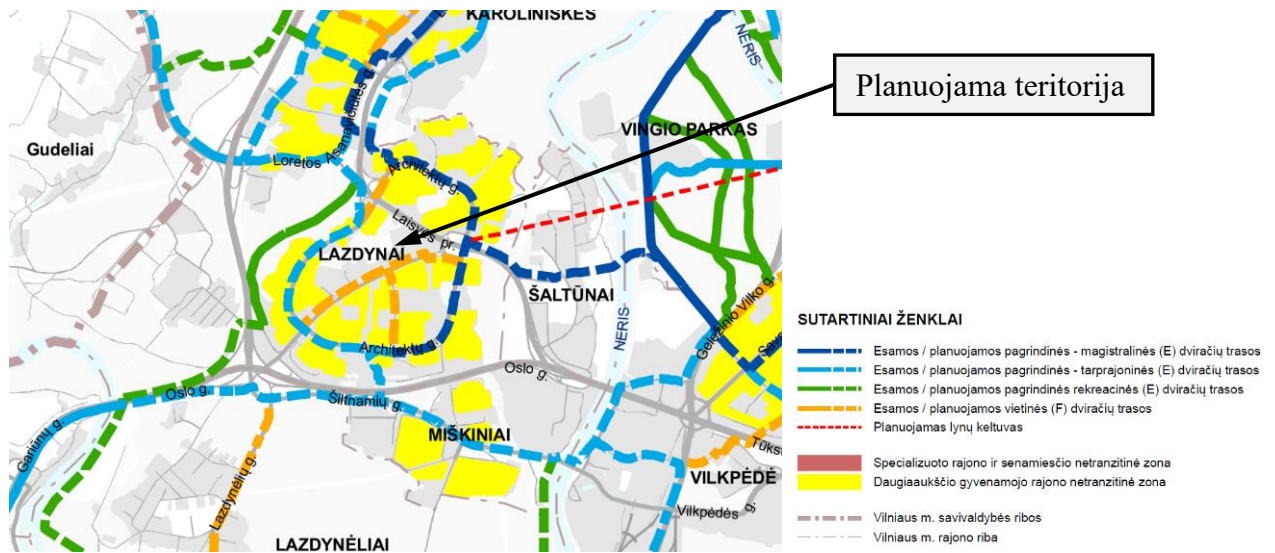 KAROLINIŠKĖS
NERIS
Planuojama teritorija
VINGIO PARKAS
Gudeliai
Loretos Asanavičiūtės g.
Architektų g.
Laisvės pr.
LAZDYNAI
ŠALTŪNAI
NERIS
Geležinio Vilko g.
Architektų g.
Oslo g.
Oslo g.
Šiltnamių g.
Gariūnų g.
MIŠKINIAI
Lazdynėlių g.
VILKPĖDĖ
Vilkpėdės g.
LAZDYNĖLIAI
SUTARTINIAI ŽENKLAI
Esamos / planuojamos pagrindinės - magistralinės (E) dviračių trasos
Esamos / planuojamos pagrindinės - tarprajoninės (E) dviračių trasos
Esamos / planuojamos pagrindinės rekreacinės (E) dviračių trasos
Esamos / planuojamos vietinės (F) dviračių trasos
Planuojamas lynų keltuvas
Specializuoto rajono ir senamiesčio netranzitinė zona
Daugiaaukščio gyvenamojo rajono netranzitinė zona
Vilniaus m. savivaldybės ribos
Vilniaus m. rajono riba